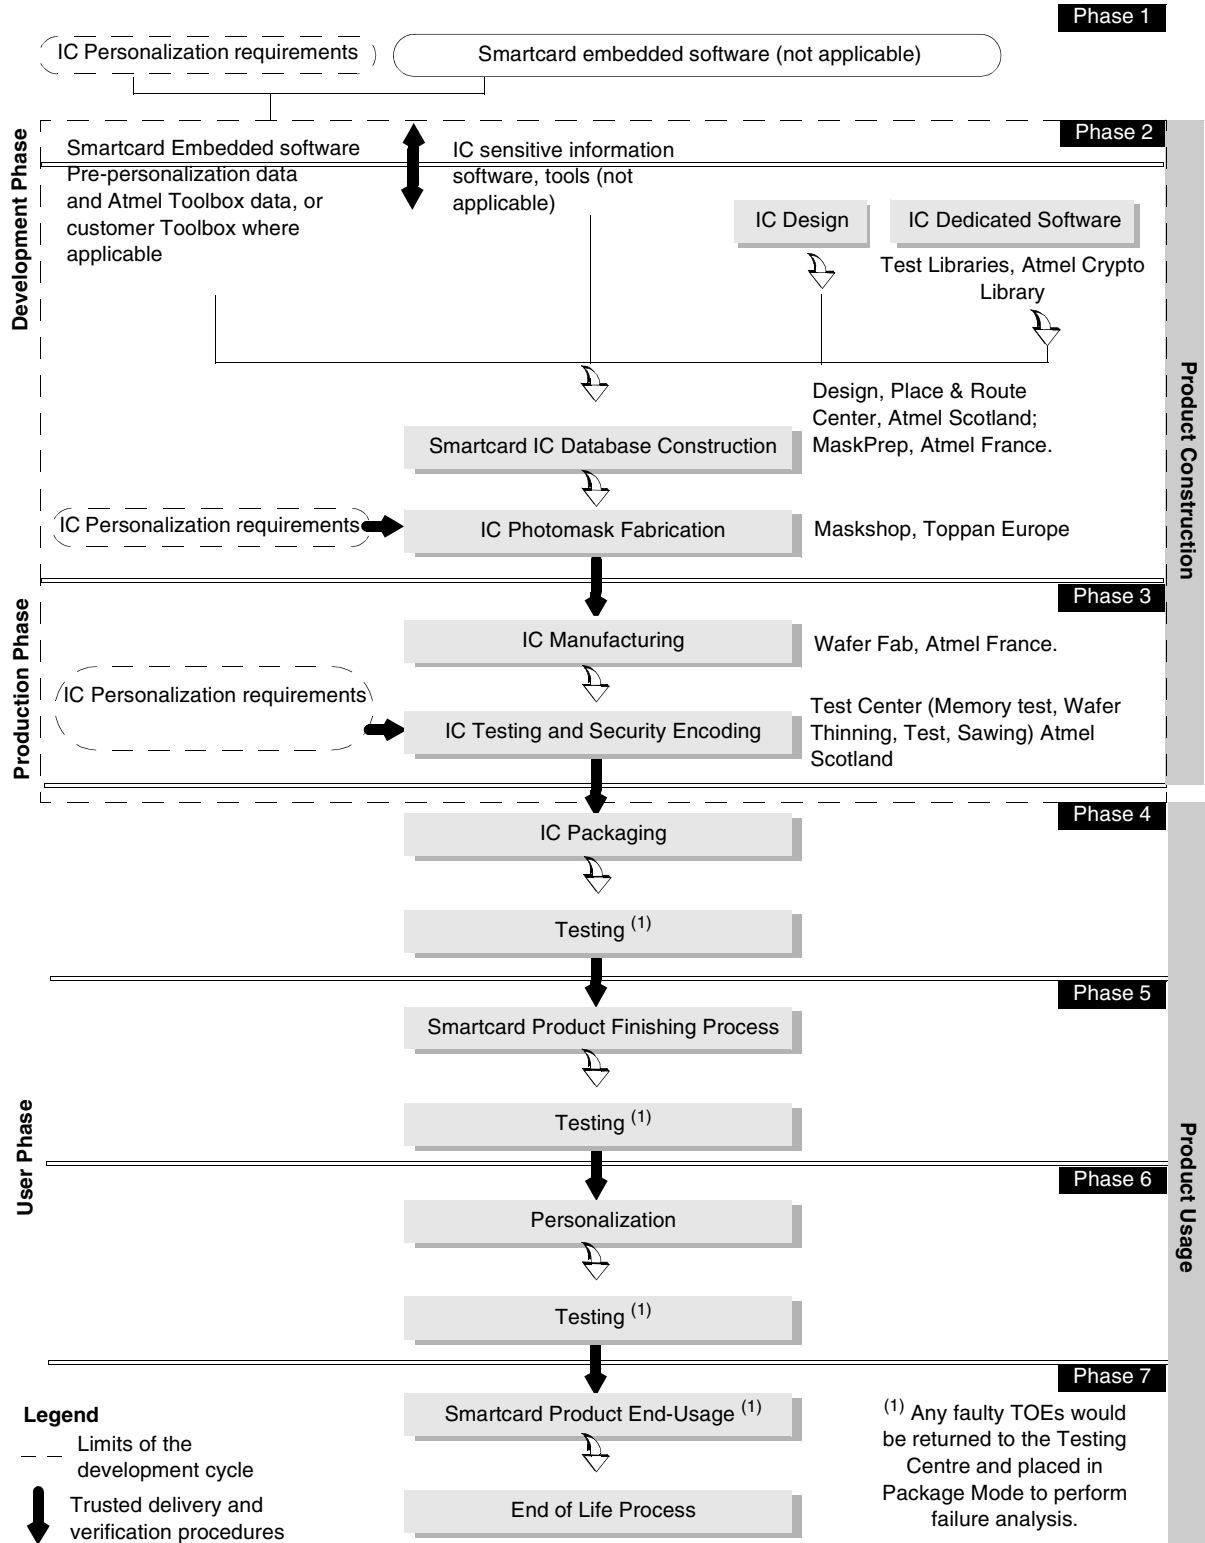 Phase 1
IC Personalization requirements
Smartcard embedded software (not applicable)
Development Phase
Phase 2
Smartcard Embedded software
Pre-personalization data
and Atmel Toolbox data, or
customer Toolbox where
applicable
IC sensitive information
software, tools (not
applicable)
IC Design
IC Dedicated Software
Test Libraries, Atmel Crypto
Library
Product Construction
Design, Place & Route
Center, Atmel Scotland;
MaskPrep, Atmel France.
Smartcard IC Database Construction
IC Personalization requirements
IC Photomask Fabrication
Maskshop, Toppan Europe
Production Phase
Phase 3
IC Manufacturing
Wafer Fab, Atmel France.
IC Personalization requirements
IC Testing and Security Encoding
Test Center (Memory test, Wafer
Thinning, Test, Sawing) Atmel
Scotland
Phase 4
IC Packaging
Testing (1)
Phase 5
Smartcard Product Finishing Process
Testing (1)
User Phase
Product Usage
Phase 6
Personalization
Testing (1)
Phase 7
Smartcard Product End-Usage (1)
End of Life Process
(1) Any faulty TOEs would
be returned to the Testing
Centre and placed in
Package Mode to perform
failure analysis.
Legend
Limits of the
development cycle
Trusted delivery and
verification procedures